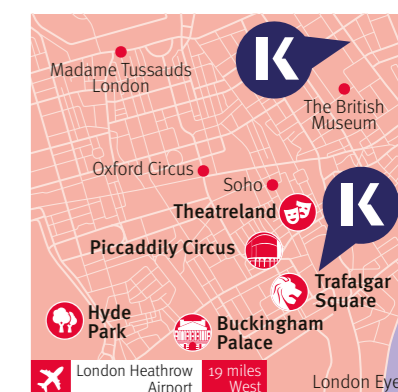 K
Madame Tussauds
London
The British
Museum
Oxford Circus
Soho
Theatreland
K
Piccadilly Circus
Trafalgar
Square
Hyde
Park
Buckingham
Palace
London Heathrow
Airport
19 miles
West
London Eye